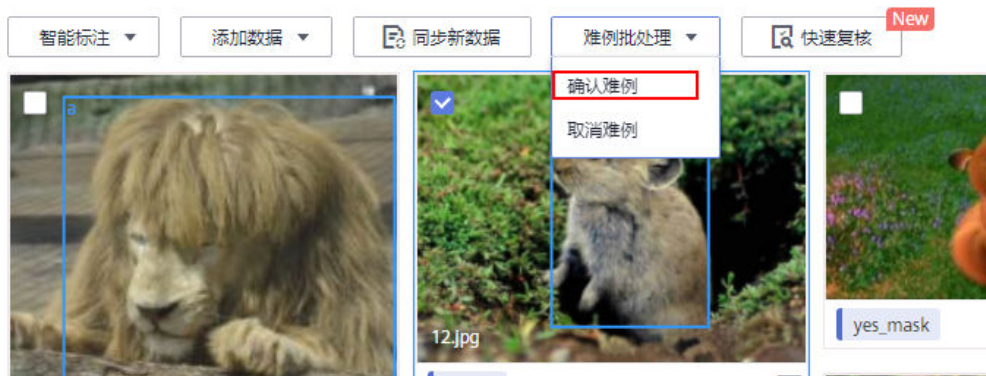 New
智能标注
添加数据
同步新数据
难例批处理
快速复核
确认难例
取消难例
a
12.jpg
yes_mask